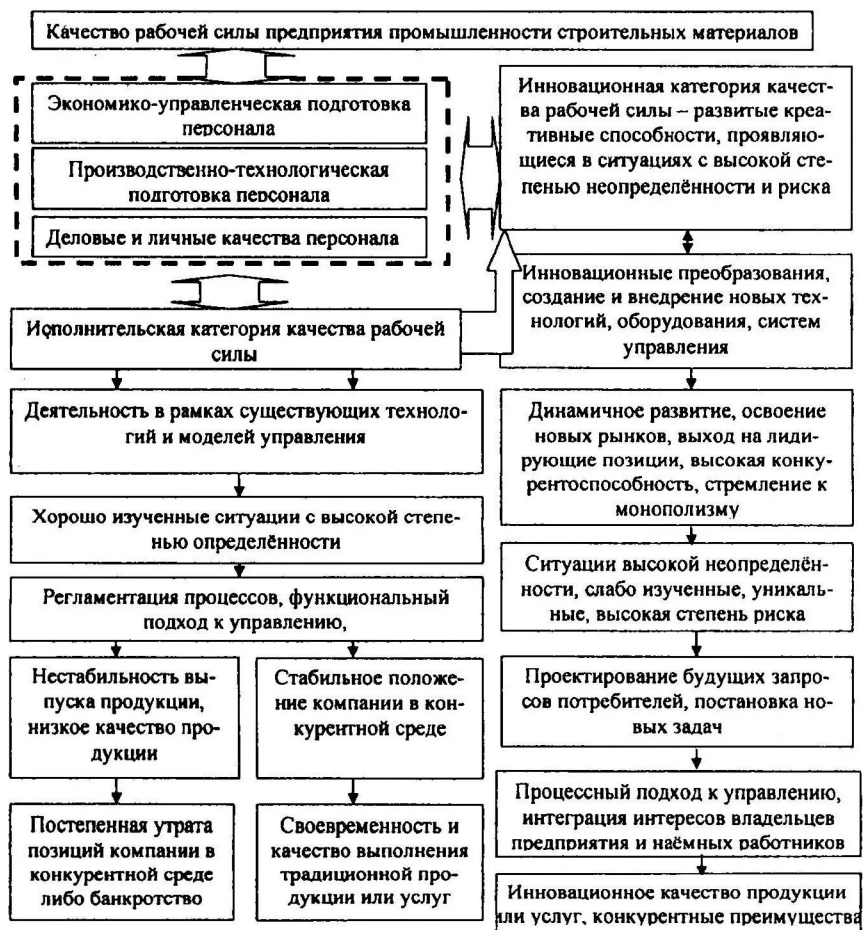 Качество рабочей силы предприятия промышленности строительных материалов
Экономико-управленческая подготовка
персонала
Производственно-технологическая
подготовка персонала
Деловые и личные качества персонала
Исполнительская категория качества рабочей
силы
Деятельность в рамках существующих техноло-
гий и моделей управления
Хорошо изученные ситуации с высокой степе-
нью определённости
Регламентация процессов, функциональный
подход к управлению,
Нестабильность вы-
пуска продукции,
низкое качество про-
дукции
Постепенная утрата
позиций компании в
конкурентной среде
либо банкротство
Стабильное положе-
ние компании в кон-
курентной среде
Своевременность и
качество выполнения
традиционной про-
дукции или услуг
Инновационная категория качест-
ва рабочей силы – развитые креа-
тивные способности, проявляю-
щиеся в ситуациях с высокой сте-
пенью неопределённости и риска
Инновационные преобразования,
создание и внедрение новых тех-
нологий, оборудования, систем
управления
Динамичное развитие, освоение
новых рынков, выход на лиди-
рующие позиции, высокая конку-
рентоспособность, стремление к
монополизму
Ситуации высокой неопределён-
ности, слабо изученные, уникаль-
ные, высокая степень риска
Проектирование будущих запро-
сов потребителей, постановка но-
вых задач
Процессный подход к управлению,
интеграция интересов владельцев
предприятия и наёмных работников
Инновационное качество продукции
или услуг, конкурентные преимущества